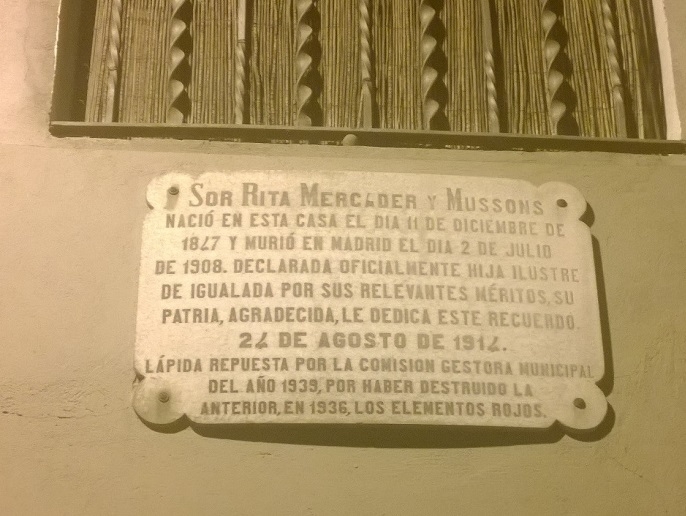 SOR RITA MERCADER Y MUSSONS
NACIÓ EN ESTA CASA EL DIA 11 DE DICIEMBRE DE
1847 Y MURIÓ EN MADRID EL DIA 2 DE JULIO
DE 1908. DECLARADA OFICIALMENTE HIJA ILUSTRE
DE IGUALADA POR SUS RELEVANTES MÉRITOS, SU
PATRIA, AGRADECIDA, LE DEDICA ESTE RECUERDO.
24 DE AGOSTO DE 1914.
LÁPIDA REPUESTA POR LA COMISION GESTORA MUNICIPAL
DEL AÑO 1939, POR HABER DESTRUIDO LA
ANTERIOR, EN 1936, LOS ELEMENTOS ROJOS.